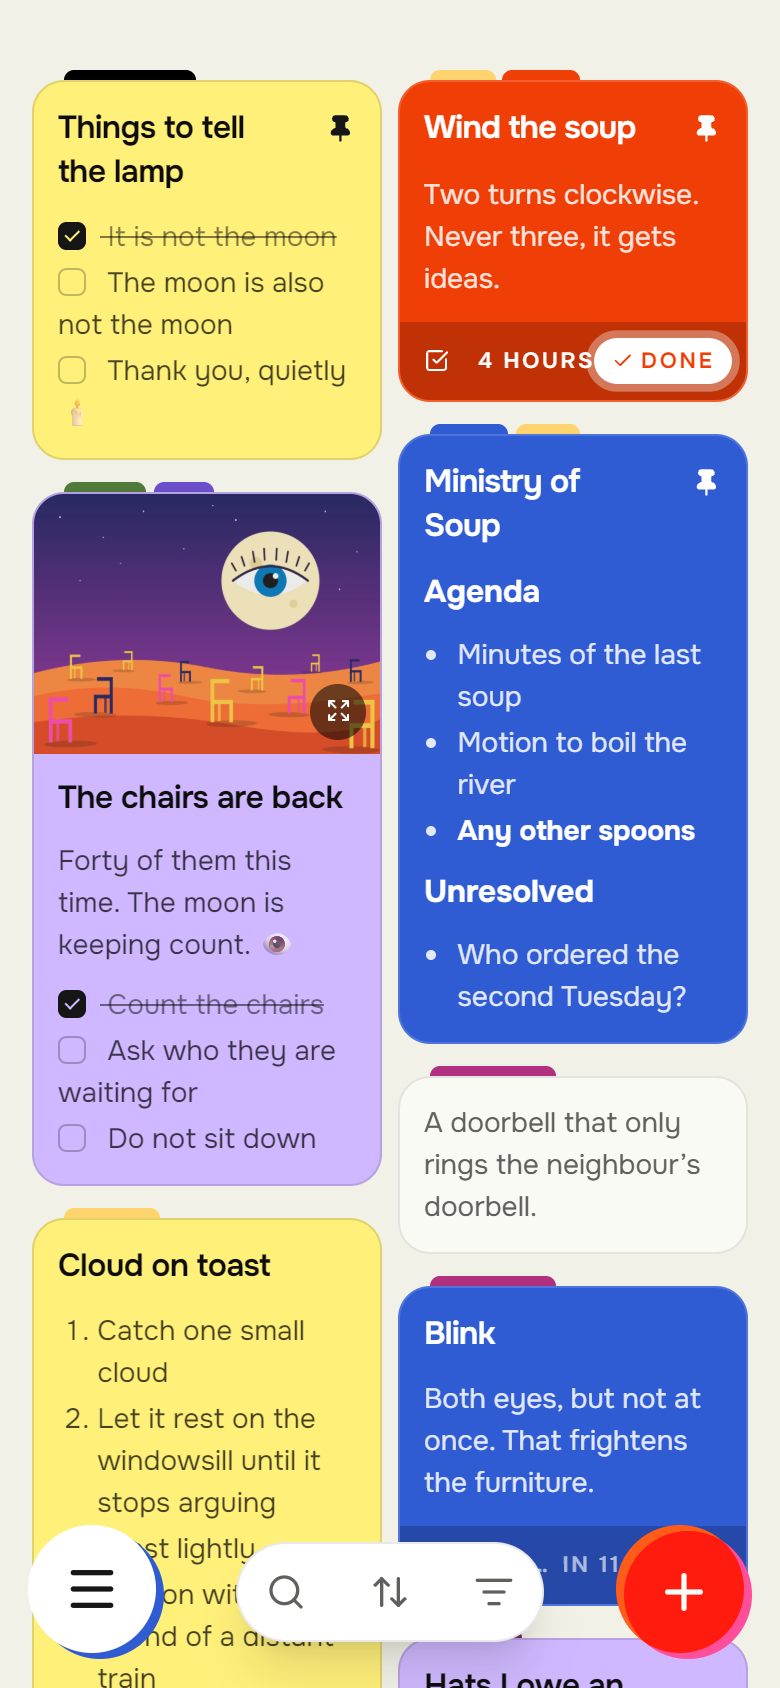 Things to tell
the lamp
It is not the moon
The moon is also
not the moon
Thank you, quietly
Wind the soup
Two turns clockwise.
Never three, it gets
ideas.
4 HOURS
DONE
The chairs are back
Forty of them this
time. The moon is
keeping count.
Count the chairs
Ask who they are
waiting for
Do not sit down
Ministry of
Soup
Agenda
Minutes of the last
soup
Motion to boil the
river
Any other spoons
Unresolved
Who ordered the
second Tuesday?
A doorbell that only
rings the neighbour’s
doorbell.
Cloud on toast
1. Catch one small
cloud
2. Let it rest on the
windowsill until it
stops arguing
lightly
of a distant
train
Blink
Both eyes, but not at
once. That frightens
the furniture.
IN 11
Hats I owe an